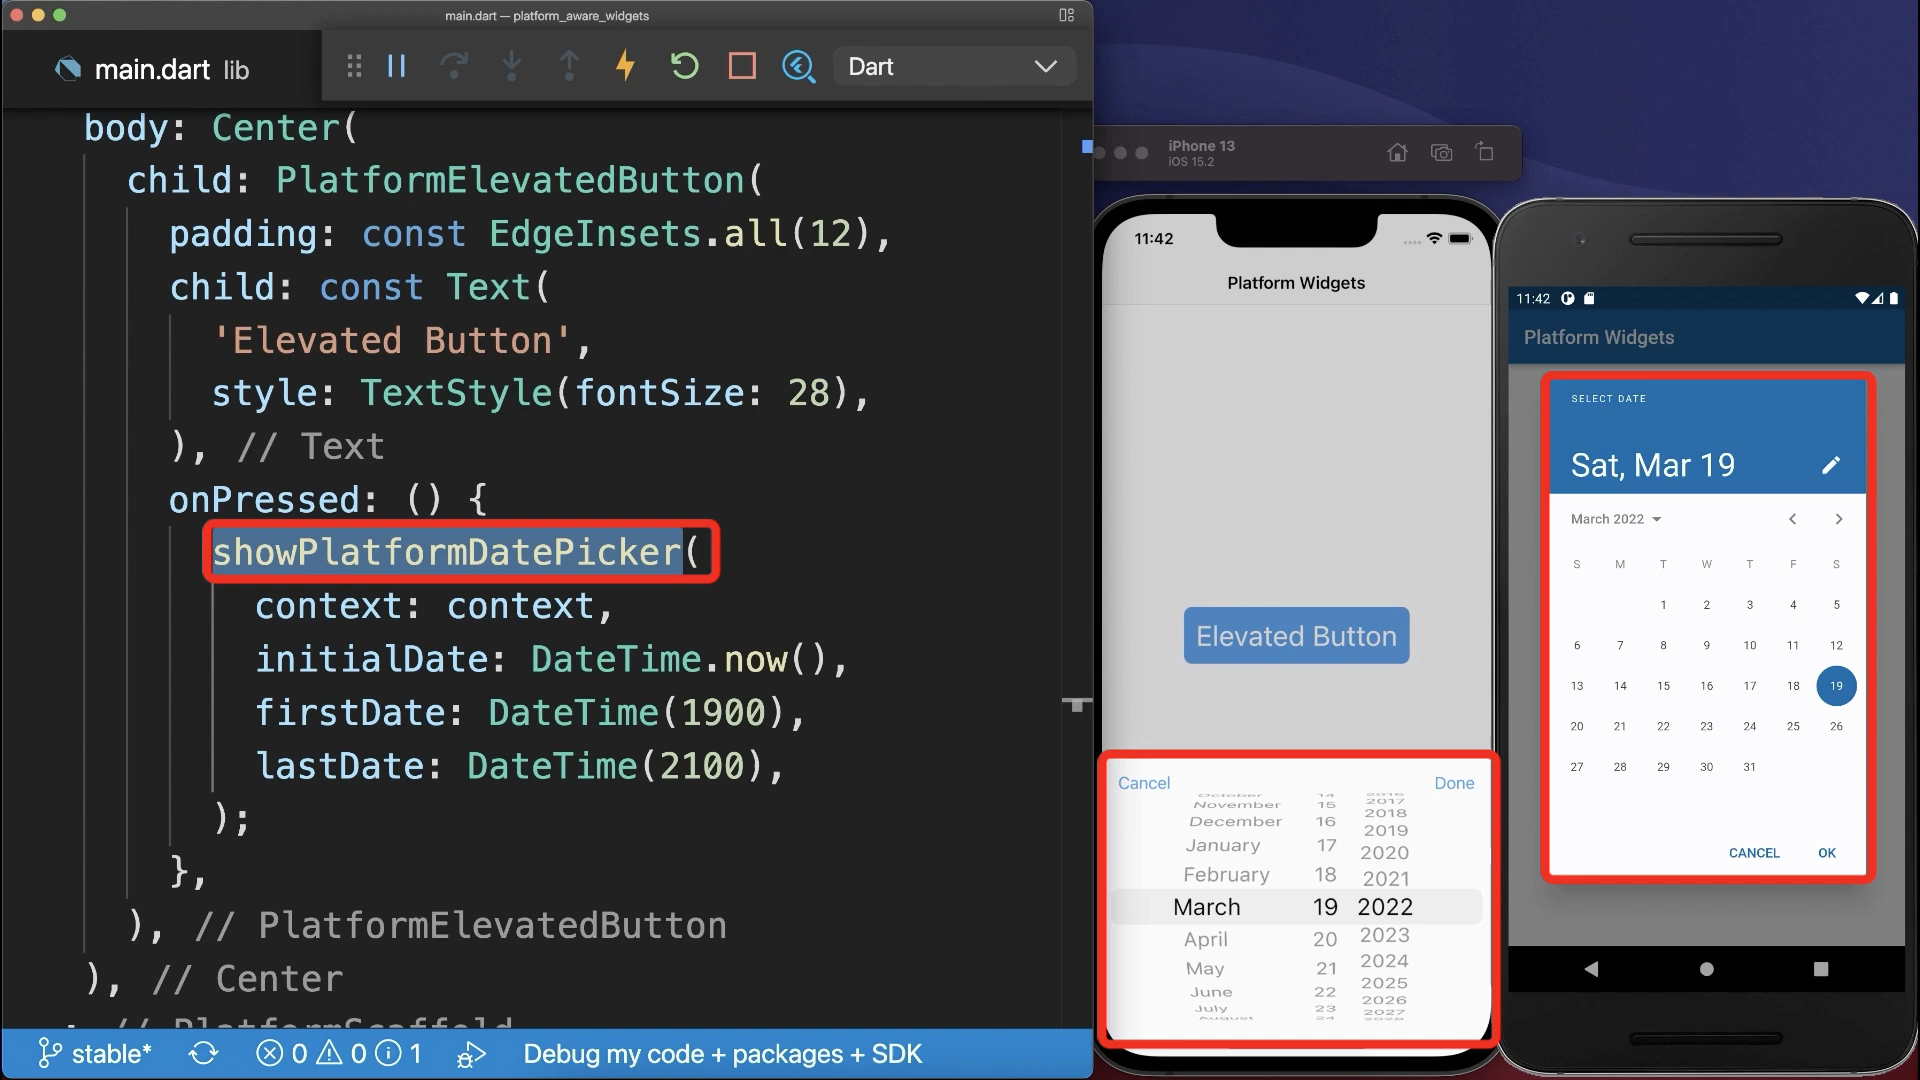 main.dart — platform_aware_widgets
main.dart lib
Dart
body: Center(
child: PlatformElevatedButton(
padding: const EdgeInsets.all(12),
child: const Text(
'Elevated Button',
style: TextStyle(fontSize: 28),
), // Text
onPressed: () {
showPlatformDatePicker(
context: context,
initialDate: DateTime.now(),
firstDate: DateTime(1900),
lastDate: DateTime(2100),
);
},
), // PlatformElevatedButton
), // Center
// PlatformScaffold
stable* 0 0 1 Debug my code + packages + SDK
iPhone 13
iOS 15.2
11:42
Platform Widgets
Elevated Button
Cancel Done
October 14 2016
November 15 2017
December 16 2018
2019
January 17 2020
February 18 2021
March 19 2022
April 20 2023
May 21 2024
June 22 2025
July 23 2026
August 24 2027
2028
11:42
Platform Widgets
SELECT DATE
Sat, Mar 19
March 2022
S M T W T F S
1 2 3 4 5
6 7 8 9 10 11 12
13 14 15 16 17 18 19
20 21 22 23 24 25 26
27 28 29 30 31
CANCEL OK